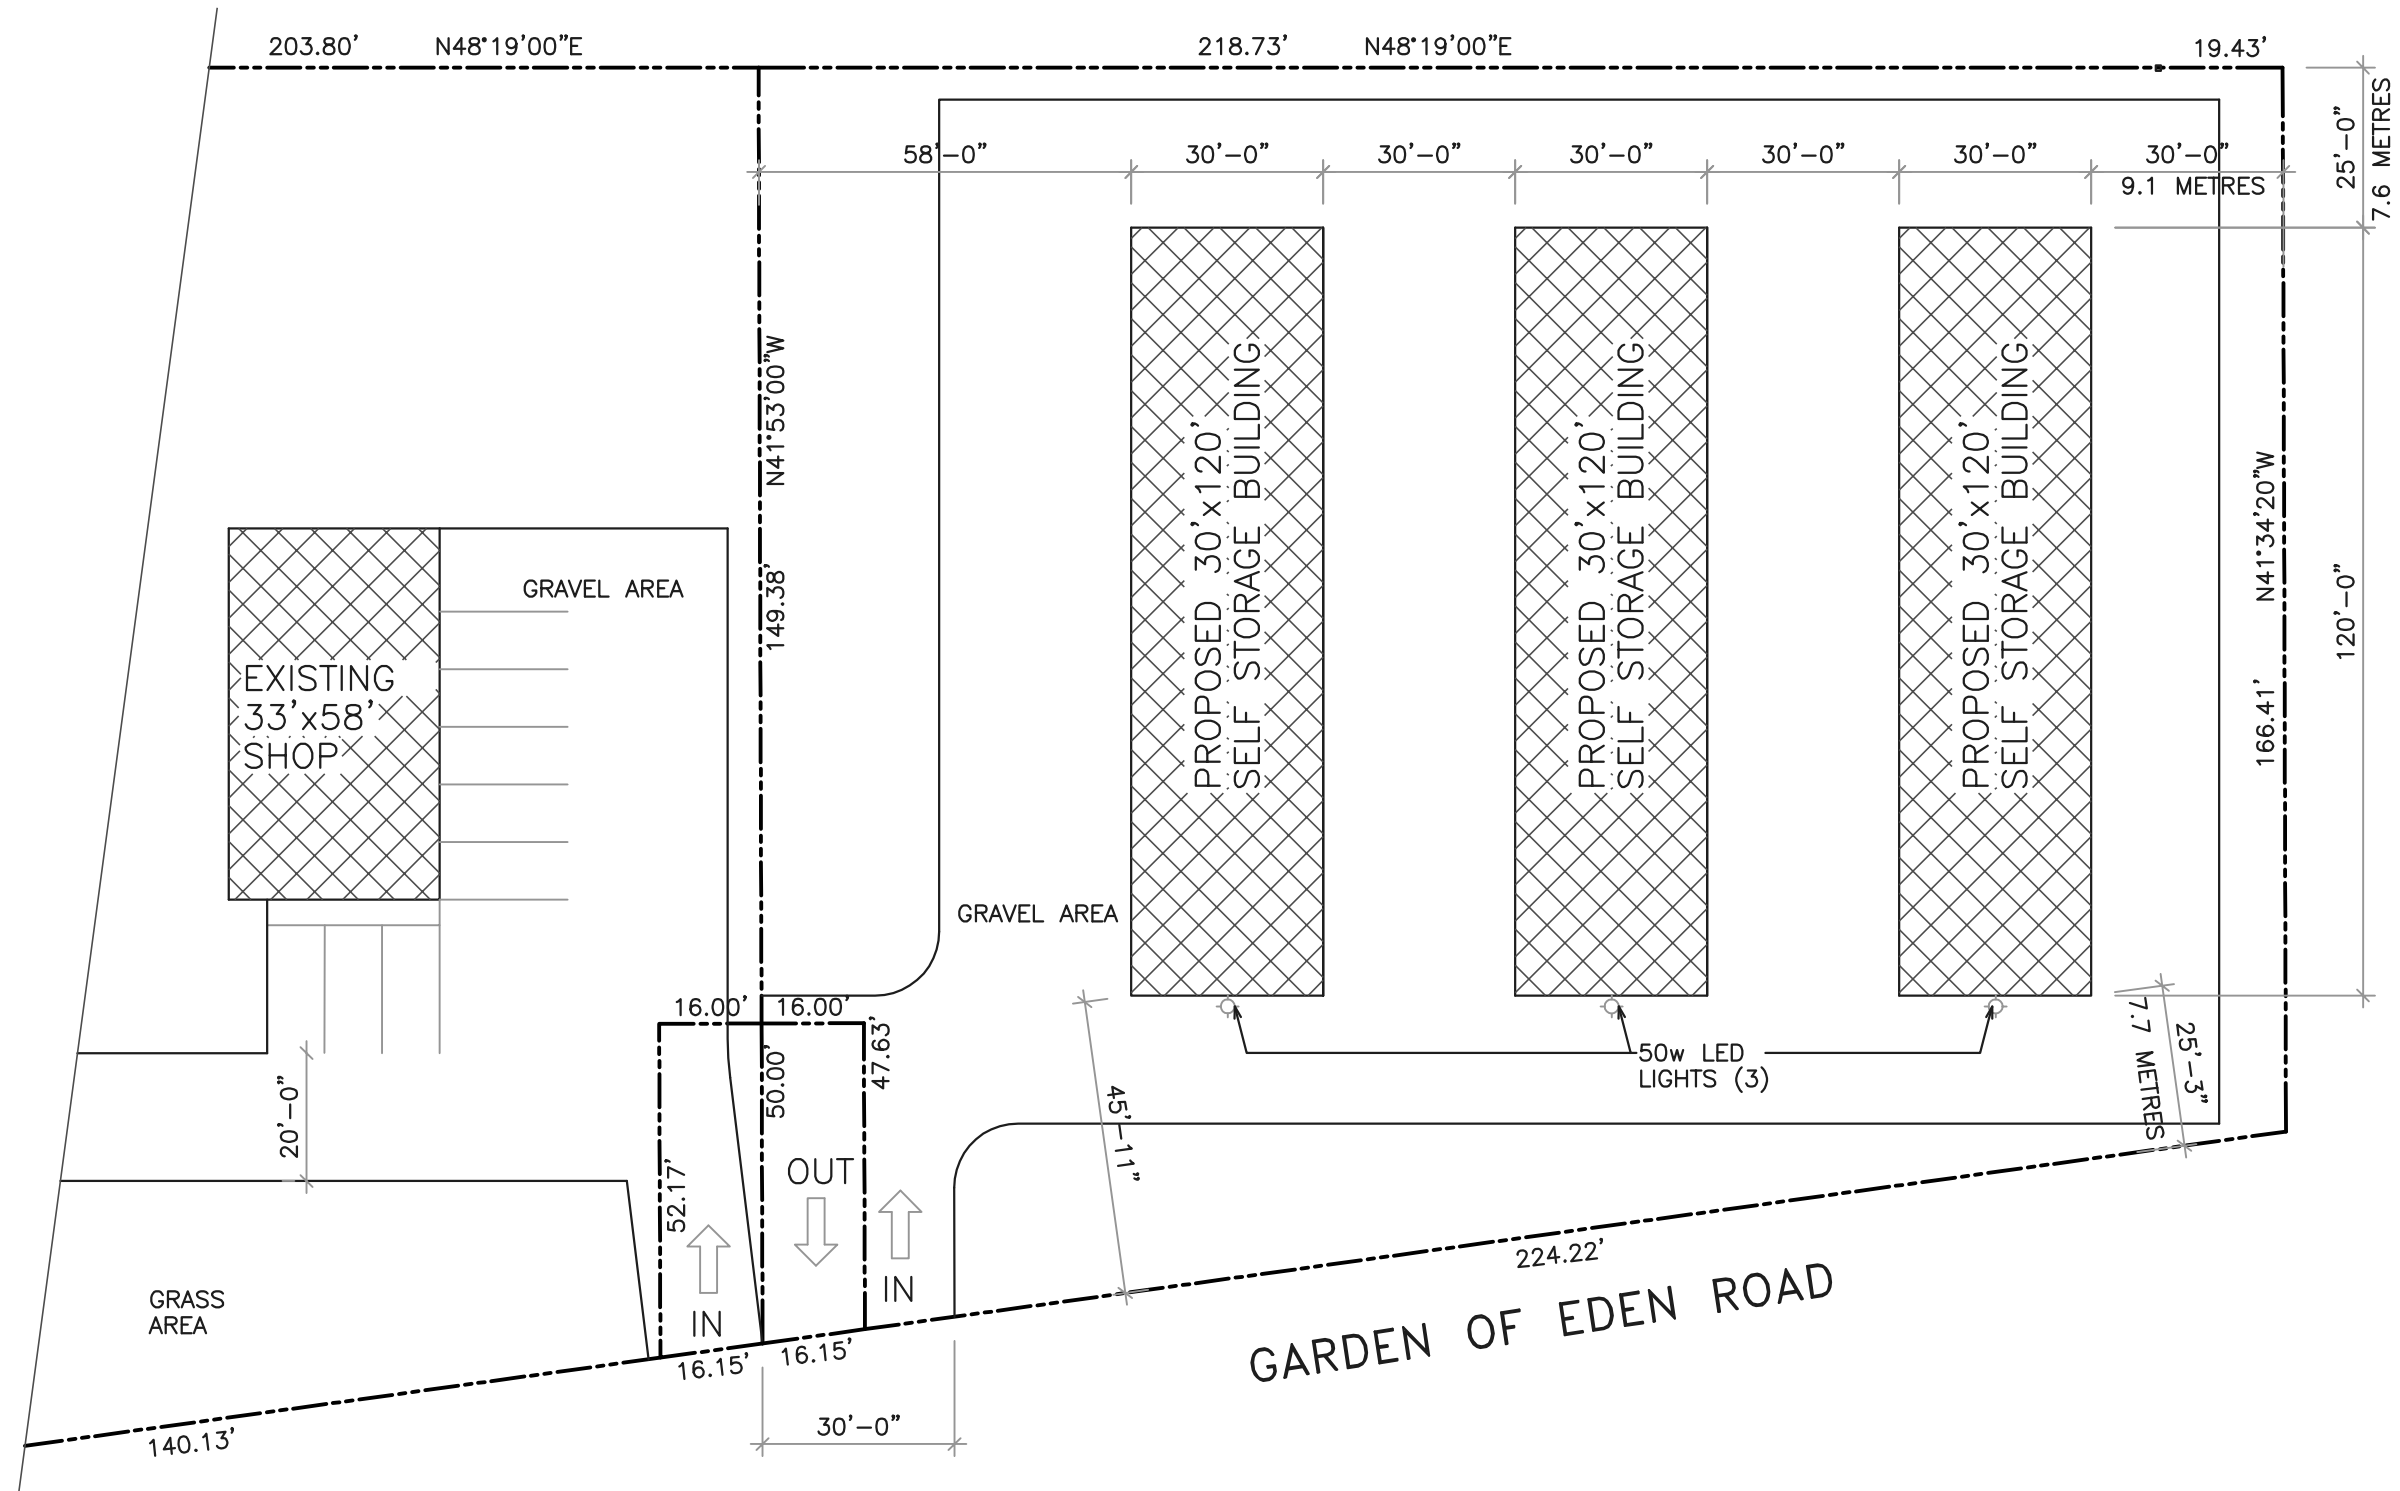 203.80' N48°19'00"E
218.73' N48°19'00"E
19.43'
58'-0"
30'-0"
30'-0"
30'-0"
30'-0"
30'-0"
30'-0"
9.1 METRES
25'-0"
7.6 METRES
N41°53'00"W
149.38'
PROPOSED 30'x120'
SELF STORAGE BUILDING
PROPOSED 30'x120'
SELF STORAGE BUILDING
PROPOSED 30'x120'
SELF STORAGE BUILDING
N41°34'20"W
166.41'
120'-0"
GRAVEL AREA
EXISTING
33'x58'
SHOP
GRAVEL AREA
16.00'
16.00'
47.63'
50.00'
52.17'
20'-0"
OUT
IN
IN
50w LED
LIGHTS (3)
45'-11"
25'-3"
7.7 METRES
GRASS
AREA
224.22'
GARDEN OF EDEN ROAD
16.15'
16.15'
30'-0"
140.13'